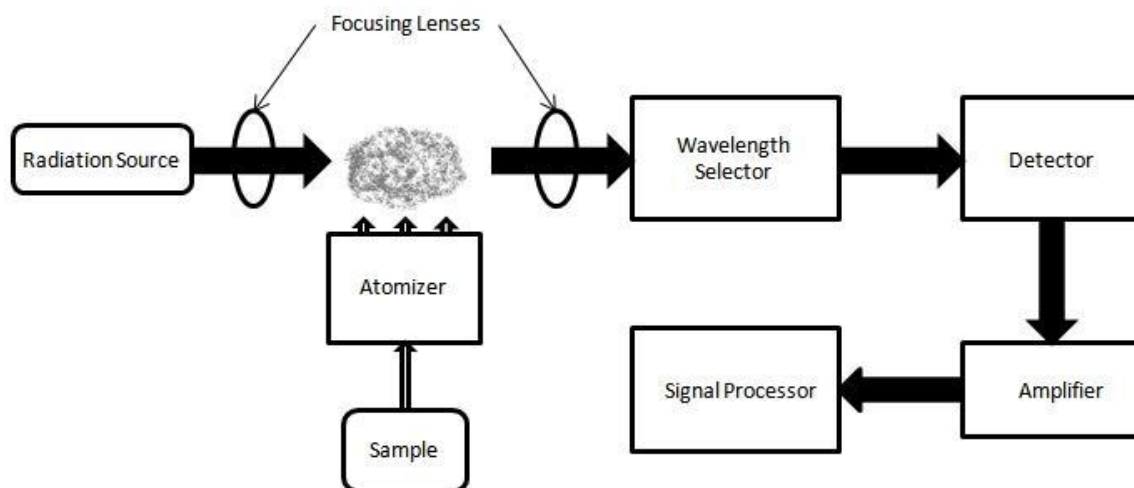 Focusing Lenses
Radiation Source
Wavelength
Selector
Detector
Atomizer
Signal Processor
Amplifier
Sample